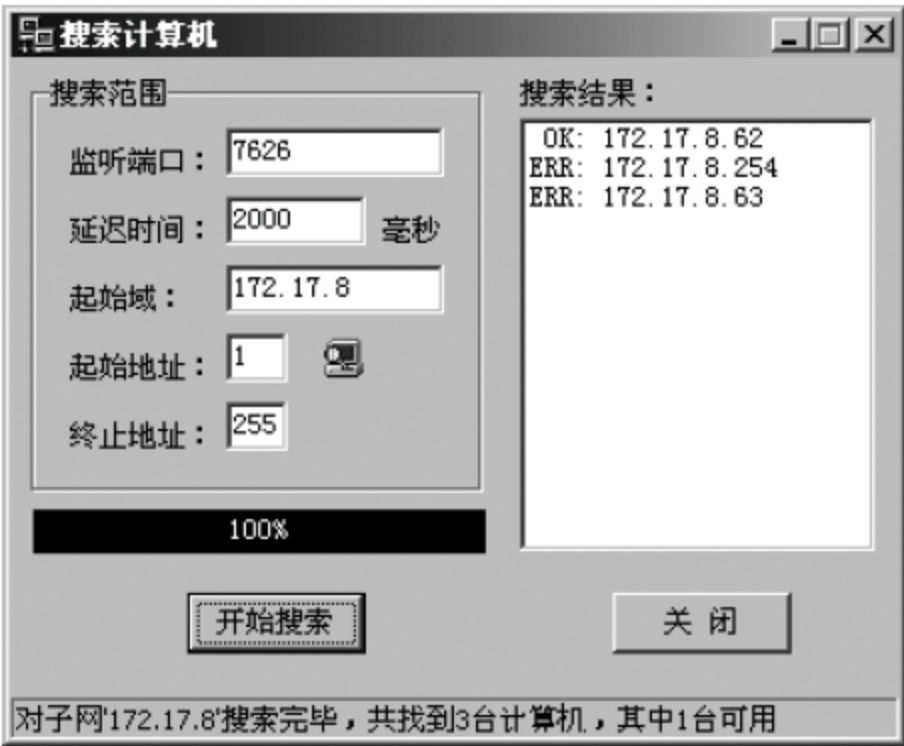 搜索计算机
搜索范围
监听端口： 7626
延迟时间： 2000 毫秒
起始域： 172.17.8
起始地址： 1
终止地址： 255
100%
开始搜索
搜索结果：
OK: 172.17.8.62
ERR: 172.17.8.254
ERR: 172.17.8.63
关 闭
对子网'172.17.8'搜索完毕，共找到3台计算机，其中1台可用